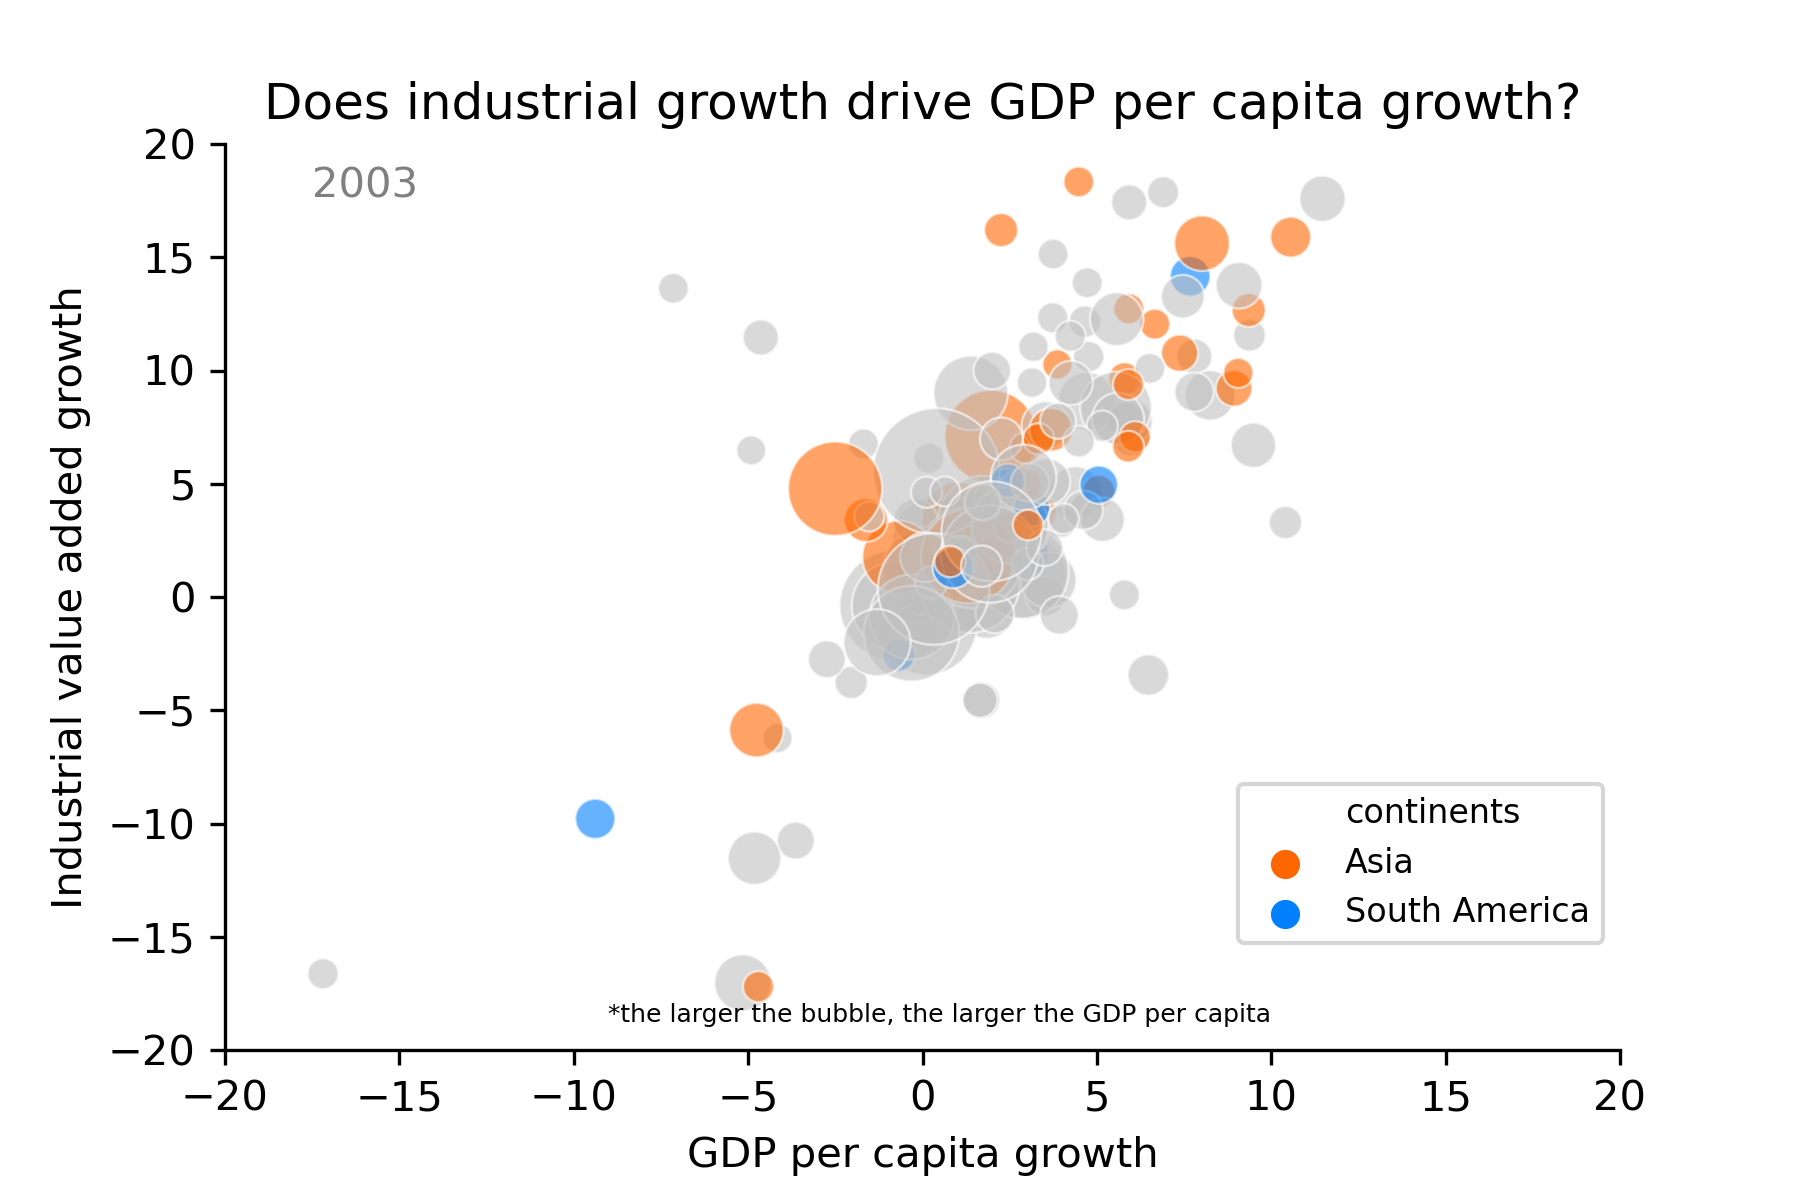 Does industrial growth drive GDP per capita growth?
20
2003
15
10
5
0
−5
−10
−15
−20
Industrial value added growth
continents
Asia
South America
*the larger the bubble, the larger the GDP per capita
−20 −15 −10 −5 0 5 10 15 20
GDP per capita growth